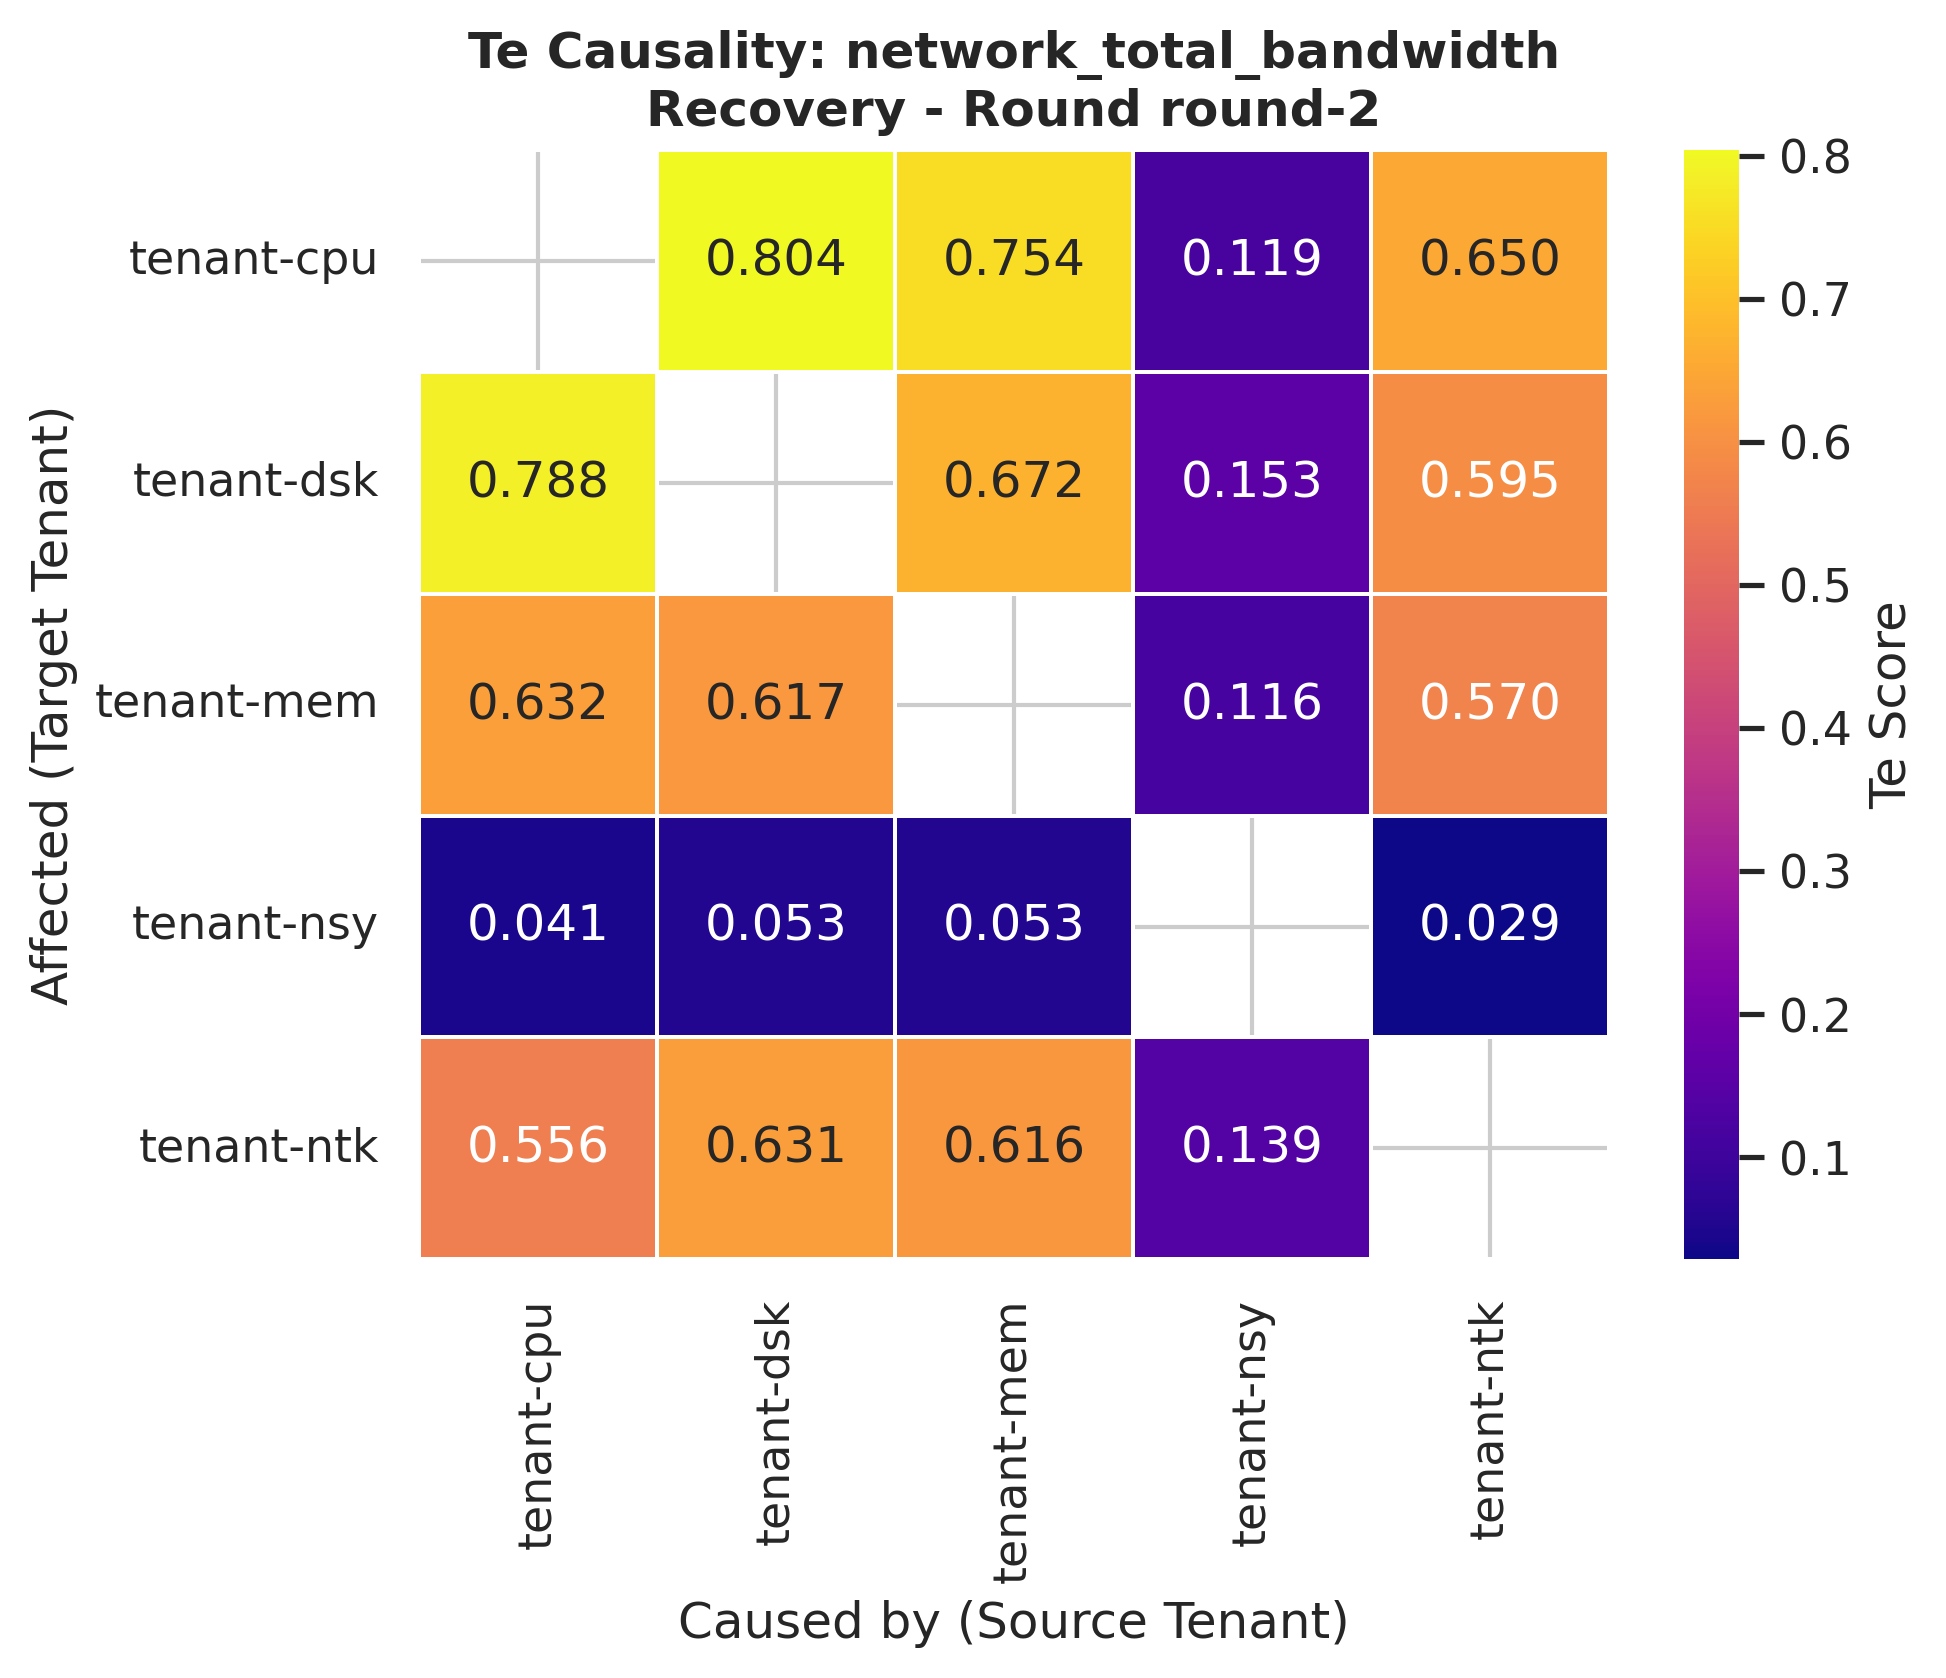 Te Causality: network_total_bandwidth
Recovery - Round round-2
Affected (Target Tenant)
tenant-cpu
0.804 0.754 0.119 0.650
tenant-dsk
0.788 0.672 0.153 0.595
tenant-mem
0.632 0.617 0.116 0.570
tenant-nsy
0.041 0.053 0.053 0.029
tenant-ntk
0.556 0.631 0.616 0.139
tenant-cpu
tenant-dsk
tenant-mem
tenant-nsy
tenant-ntk
Caused by (Source Tenant)
0.8
0.7
0.6
0.5
0.4
0.3
0.2
0.1
Te Score